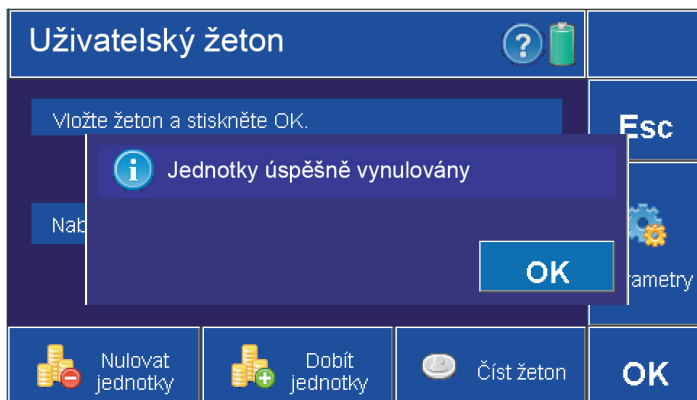 Uživatelský žeton
Vložte žeton a stiskněte OK.
Esc
Jednotky úspěšně vynulovány
OK
Nulovat
jednotky
Dobít
jednotky
Číst žeton
OK